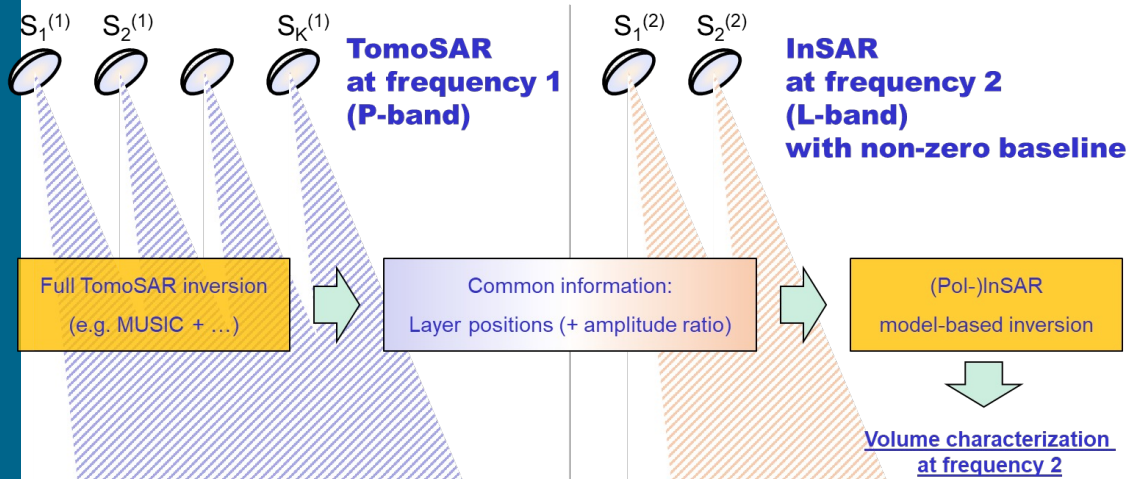 S₁⁽¹⁾ S₂⁽¹⁾ S_K⁽¹⁾
TomoSAR
at frequency 1
(P-band)
S₁⁽²⁾ S₂⁽²⁾
InSAR
at frequency 2
(L-band)
with non-zero baseline
Full TomoSAR inversion
(e.g. MUSIC + …)
Common information:
Layer positions (+ amplitude ratio)
(Pol-)InSAR
model-based inversion
Volume characterization
at frequency 2